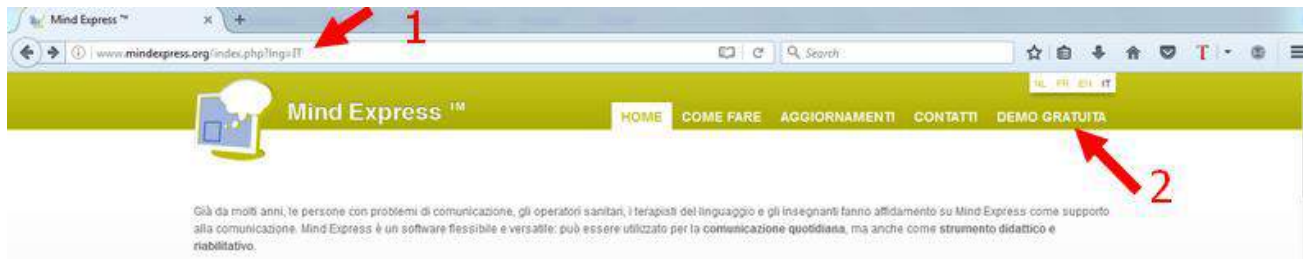 Mind Express ™
1
www.mindexpress.org/index.php?lng=IT
Search
NL FR EN IT
Mind Express ™
HOME COME FARE AGGIORNAMENTI CONTATTI DEMO GRATUITA
2
Già da molti anni, le persone con problemi di comunicazione, gli operatori sanitari, i terapisti del linguaggio e gli insegnanti fanno affidamento su Mind Express come supporto
alla comunicazione. Mind Express è un software flessibile e versatile: può essere utilizzato per la comunicazione quotidiana, ma anche come strumento didattico e
riabilitativo.